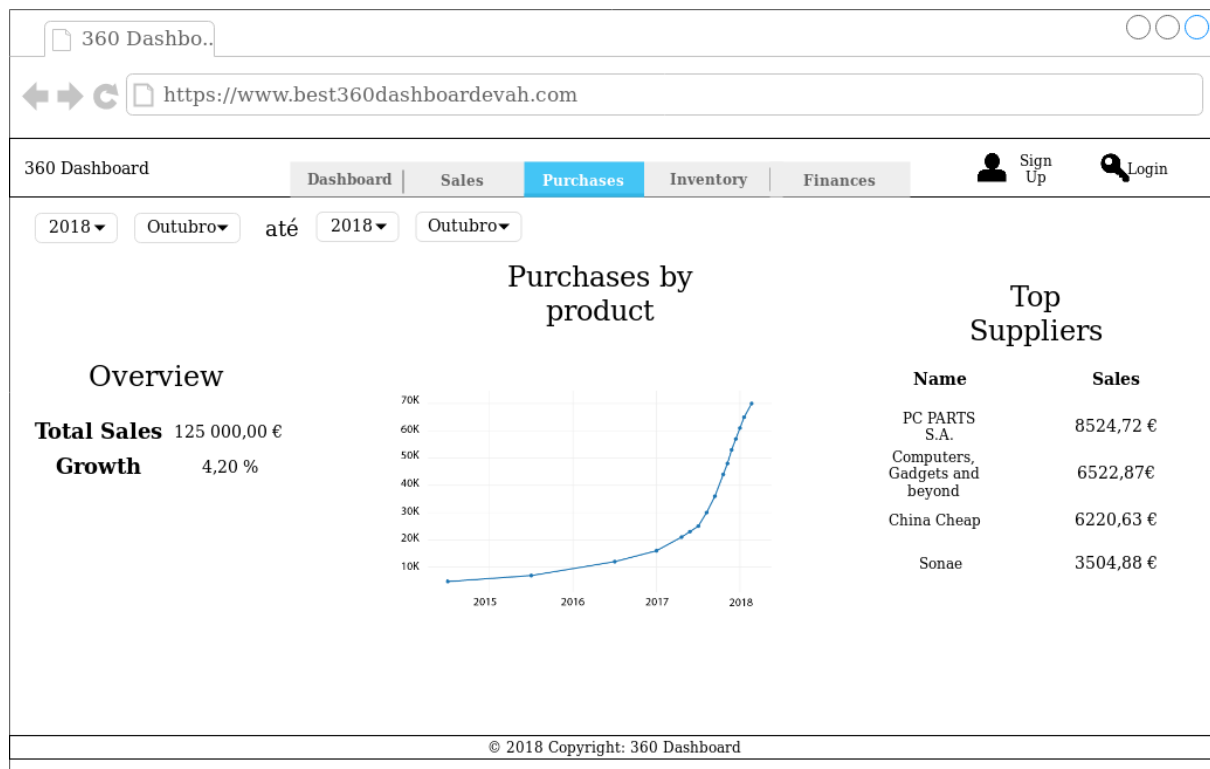 360 Dashbo..
https://www.best360dashboardevah.com
360 Dashboard
Dashboard
Sales
Purchases
Inventory
Finances
Sign
Up
Login
2018
Outubro
até
2018
Outubro
Overview
Total Sales 125 000,00 €
Growth 4,20 %
Purchases by
product
70K
60K
50K
40K
30K
20K
10K
2015 2016 2017 2018
Top
Suppliers
Name Sales
PC PARTS
S.A.
8524,72 €
Computers,
Gadgets and
beyond
6522,87€
China Cheap 6220,63 €
Sonae 3504,88 €
© 2018 Copyright: 360 Dashboard